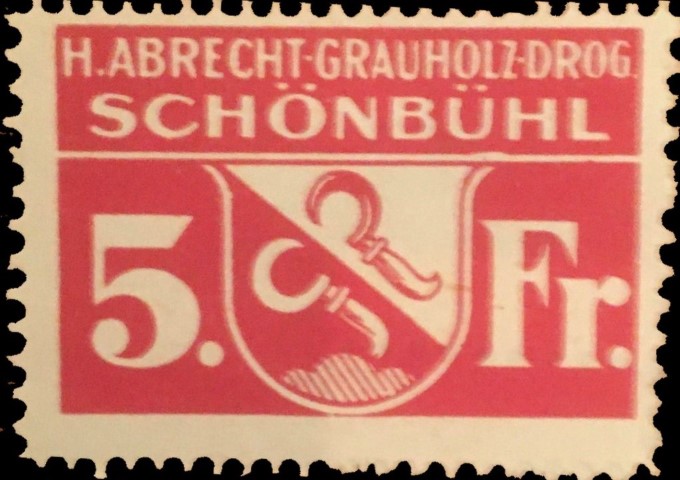 H. ABRECHT-GRAUHOLZ-DROG.
SCHÖNBÜHL
5. Fr.